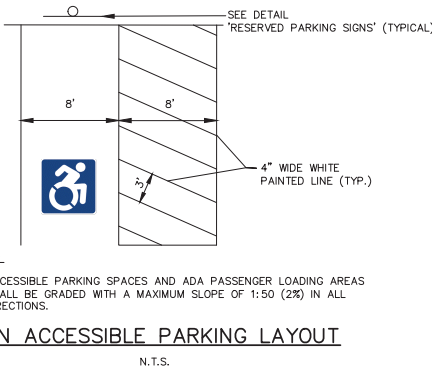 SEE DETAIL
'RESERVED PARKING SIGNS' (TYPICAL)
8' 8'
4" WIDE WHITE
PAINTED LINE (TYP.)
3'
CCESSIBLE PARKING SPACES AND ADA PASSENGER LOADING AREAS
ALL BE GRADED WITH A MAXIMUM SLOPE OF 1:50 (2%) IN ALL
RECTIONS.
N ACCESSIBLE PARKING LAYOUT
N.T.S.